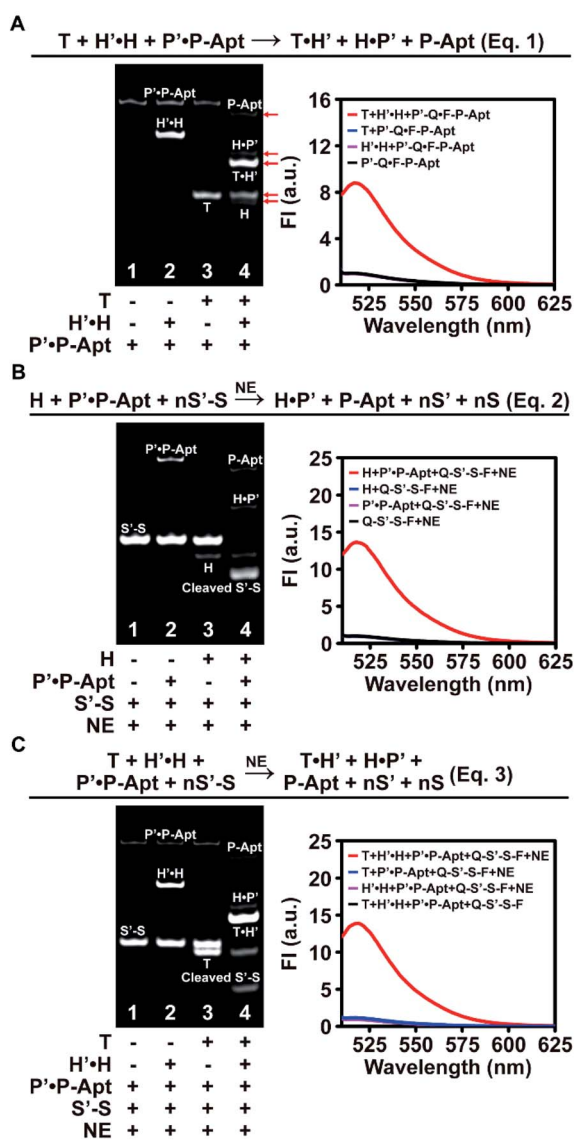 A
T + H'•H + P'•P-Apt → T•H' + H•P' + P-Apt (Eq. 1)
P'•P-Apt
P-Apt
H'•H
H•P'
T•H'
T
H
1 2 3 4
T - - + +
H'•H - + - +
P'•P-Apt + + + +
16
12
8
4
0
FI (a.u.)
T+H'•H+P'-Q•F-P-Apt
T+P'-Q•F-P-Apt
H'•H+P'-Q•F-P-Apt
P'-Q•F-P-Apt
525 550 575 600 625
Wavelength (nm)
B
NE
H + P'•P-Apt + nS'-S → H•P' + P-Apt + nS' + nS (Eq. 2)
P'•P-Apt
P-Apt
H•P'
S'-S
H
Cleaved S'-S
1 2 3 4
H - - + +
P'•P-Apt - + - +
S'-S + + + +
NE + + + +
25
20
15
10
5
0
FI (a.u.)
H+P'•P-Apt+Q-S'-S-F+NE
H+Q-S'-S-F+NE
P'•P-Apt+Q-S'-S-F+NE
Q-S'-S-F+NE
525 550 575 600 625
Wavelength (nm)
C
T + H'•H +
P'•P-Apt + nS'-S
NE
→
T•H' + H•P' +
P-Apt + nS' + nS
(Eq. 3)
P'•P-Apt
P-Apt
H'•H
H•P'
T•H'
S'-S
T
Cleaved S'-S
1 2 3 4
T - - + +
H'•H - + - +
P'•P-Apt + + + +
S'-S + + + +
NE + + + +
25
20
15
10
5
0
FI (a.u.)
T+H'•H+P'•P-Apt+Q-S'-S-F+NE
T+P'•P-Apt+Q-S'-S-F+NE
H'•H+P'•P-Apt+Q-S'-S-F+NE
T+H'•H+P'•P-Apt+Q-S'-S-F
525 550 575 600 625
Wavelength (nm)